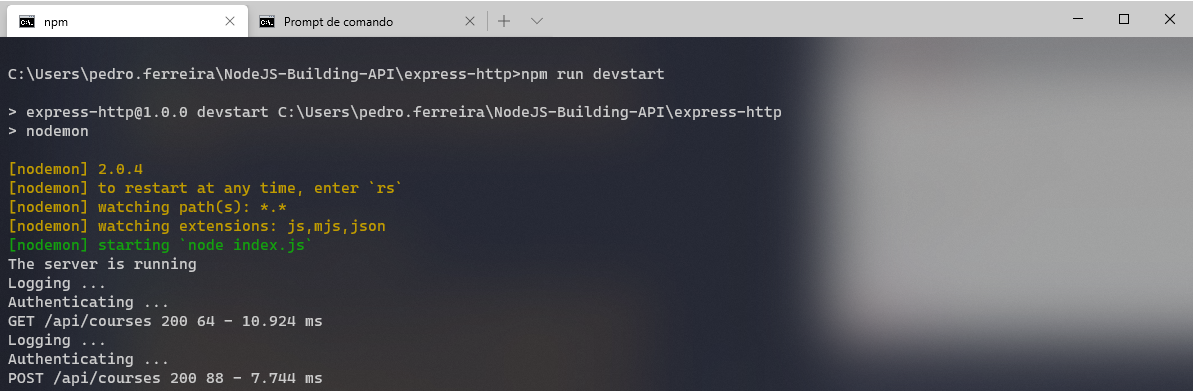 npm
Prompt de comando
C:\Users\pedro.ferreira\NodeJS-Building-API\express-http>npm run devstart
> express-http@1.0.0 devstart C:\Users\pedro.ferreira\NodeJS-Building-API\express-http
> nodemon
[nodemon] 2.0.4
[nodemon] to restart at any time, enter `rs`
[nodemon] watching path(s): *.*
[nodemon] watching extensions: js,mjs,json
[nodemon] starting `node index.js`
The server is running
Logging ...
Authenticating ...
GET /api/courses 200 64 - 10.924 ms
Logging ...
Authenticating ...
POST /api/courses 200 88 - 7.744 ms